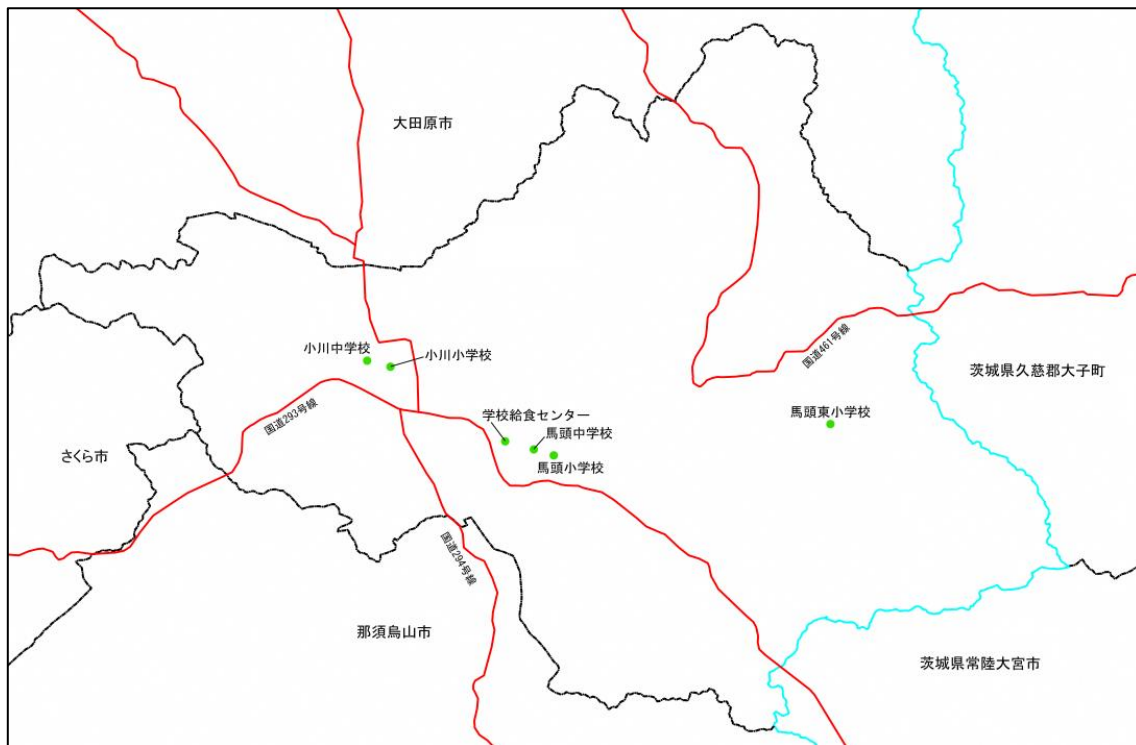 大田原市
小川中学校
小川小学校
国道461号線
茨城県久慈郡大子町
国道293号線
学校給食センター
馬頭東小学校
馬頭中学校
さくら市
馬頭小学校
国道294号線
那須烏山市
茨城県常陸大宮市